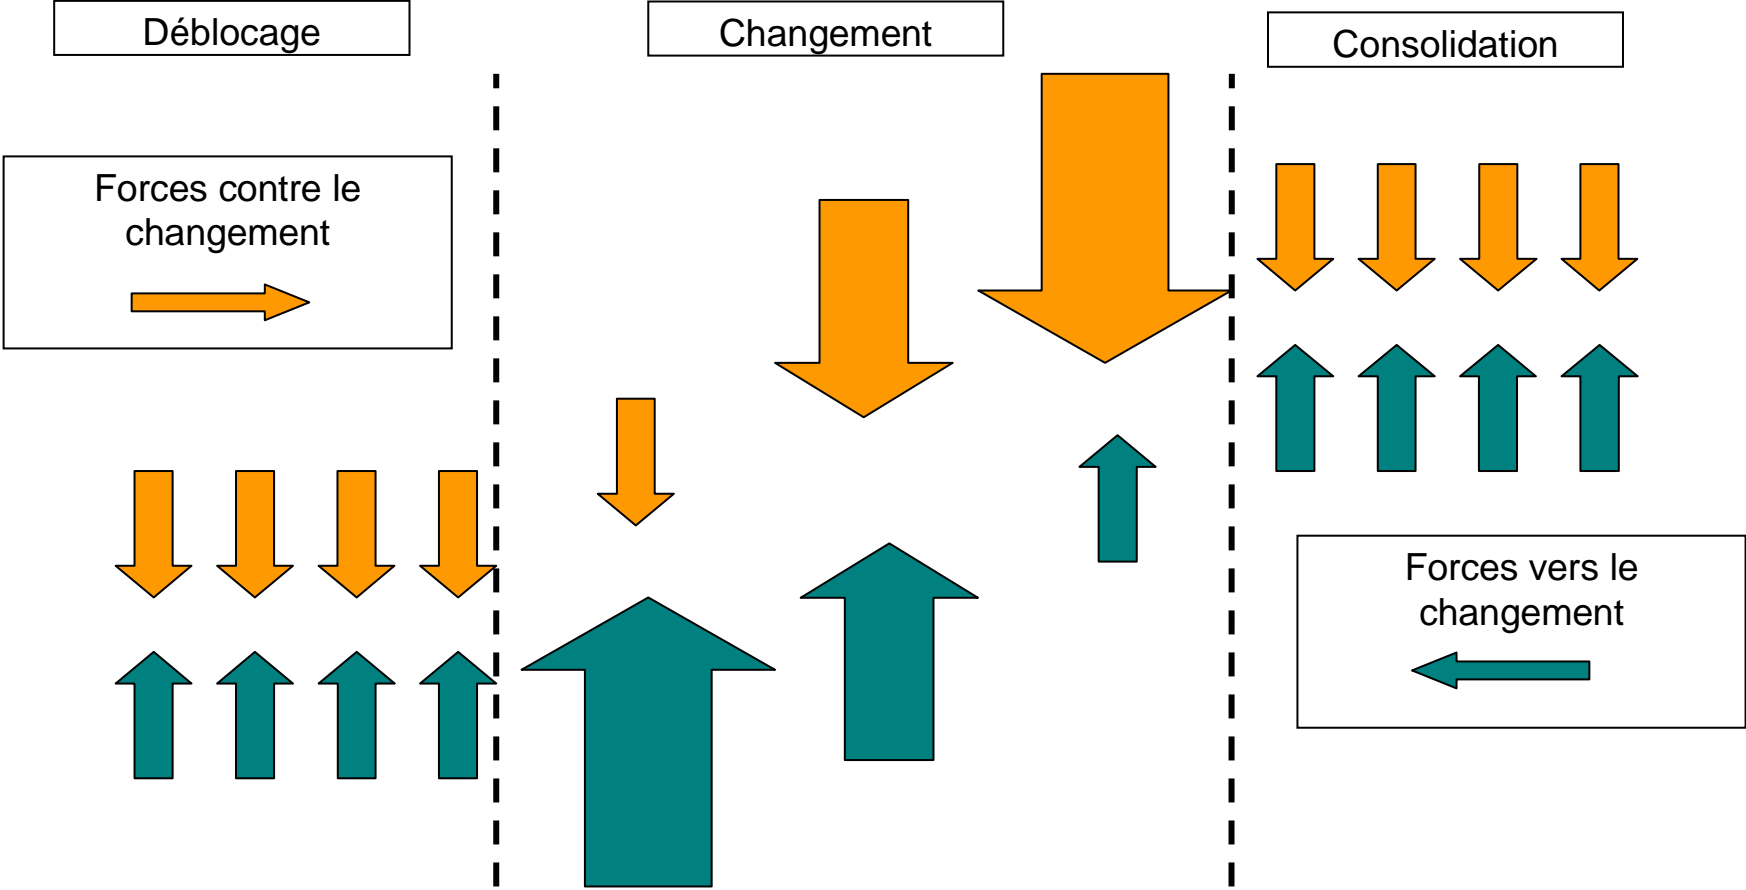 Déblocage
Changement
Consolidation
Forces contre le
changement
Forces vers le
changement